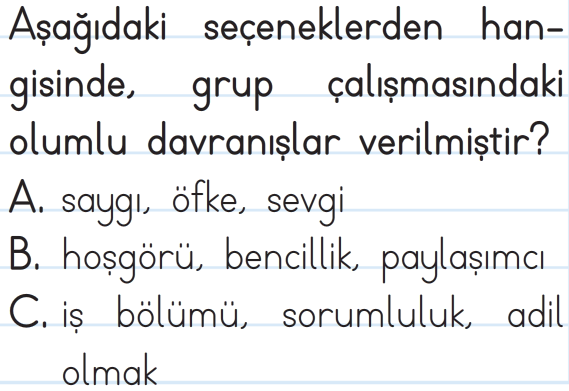 Aşağıdaki seçeneklerden han-
gisinde, grup çalışmasındaki
olumlu davranışlar verilmiştir?
A. saygı, öfke, sevgi
B. hoşgörü, bencillik, paylaşımcı
C. iş bölümü, sorumluluk, adil
olmak